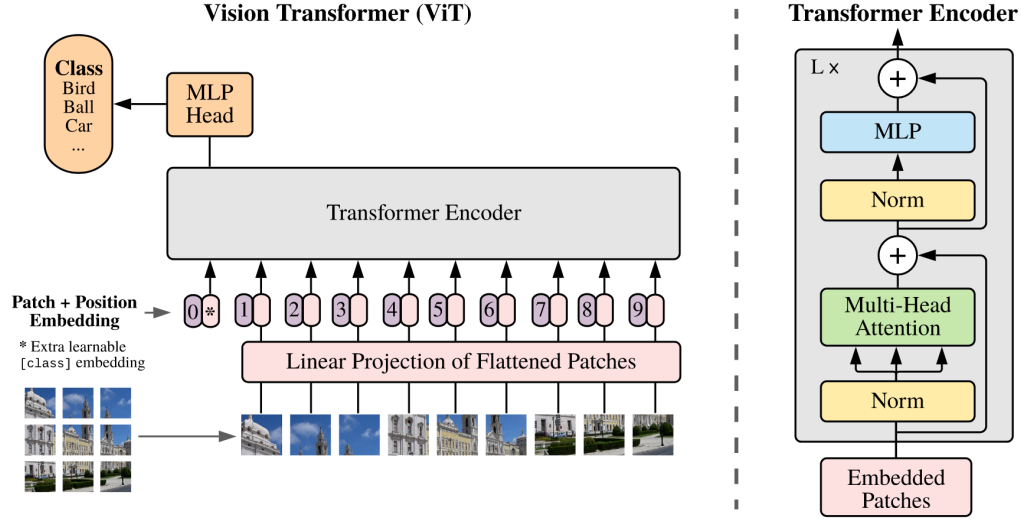 Vision Transformer (ViT)
Class
Bird
Ball
Car
...
MLP
Head
Transformer Encoder
0 * 1 2 3 4 5 6 7 8 9
Patch + Position
Embedding
* Extra learnable
[class] embedding
Linear Projection of Flattened Patches
Transformer Encoder
L ×
+
MLP
Norm
+
Multi-Head
Attention
Norm
Embedded
Patches